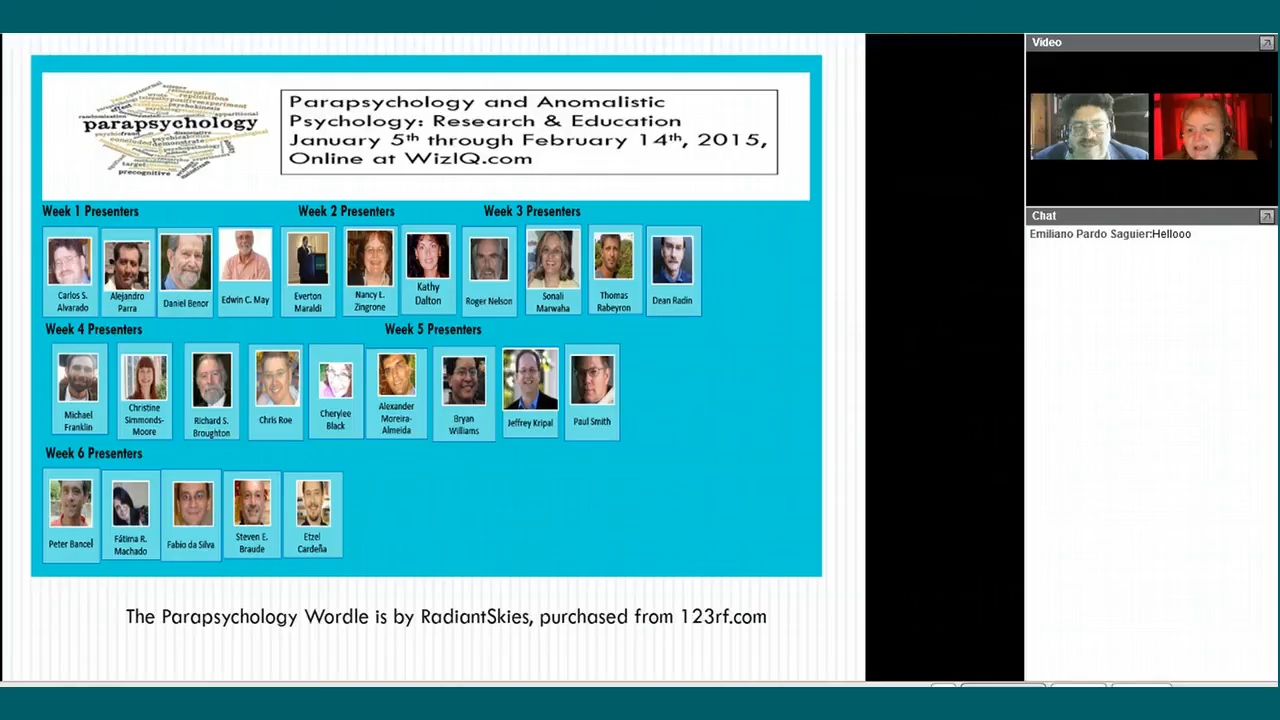 parapsychology
precognitive
Parapsychology and Anomalistic
Psychology: Research & Education
January 5th through February 14th, 2015,
Online at WizIQ.com
Week 1 Presenters
Week 2 Presenters
Week 3 Presenters
Carlos S.
Alvarado
Alejandro
Parra
Daniel Benor
Edwin C. May
Everton
Maraldi
Nancy L.
Zingrone
Kathy
Dalton
Roger Nelson
Sonali
Marwaha
Thomas
Rabeyron
Dean Radin
Week 4 Presenters
Week 5 Presenters
Michael
Franklin
Christine
Simmonds-
Moore
Richard S.
Broughton
Chris Roe
Cherylee
Black
Alexander
Moreira-
Almeida
Bryan
Williams
Jeffrey Kripal
Paul Smith
Week 6 Presenters
Peter Bancel
Fátima R.
Machado
Fabio da Silva
Steven E.
Braude
Etzel
Cardeña
The Parapsychology Wordle is by RadiantSkies, purchased from 123rf.com
Video
Chat
Emiliano Pardo Saguier:Hellooo